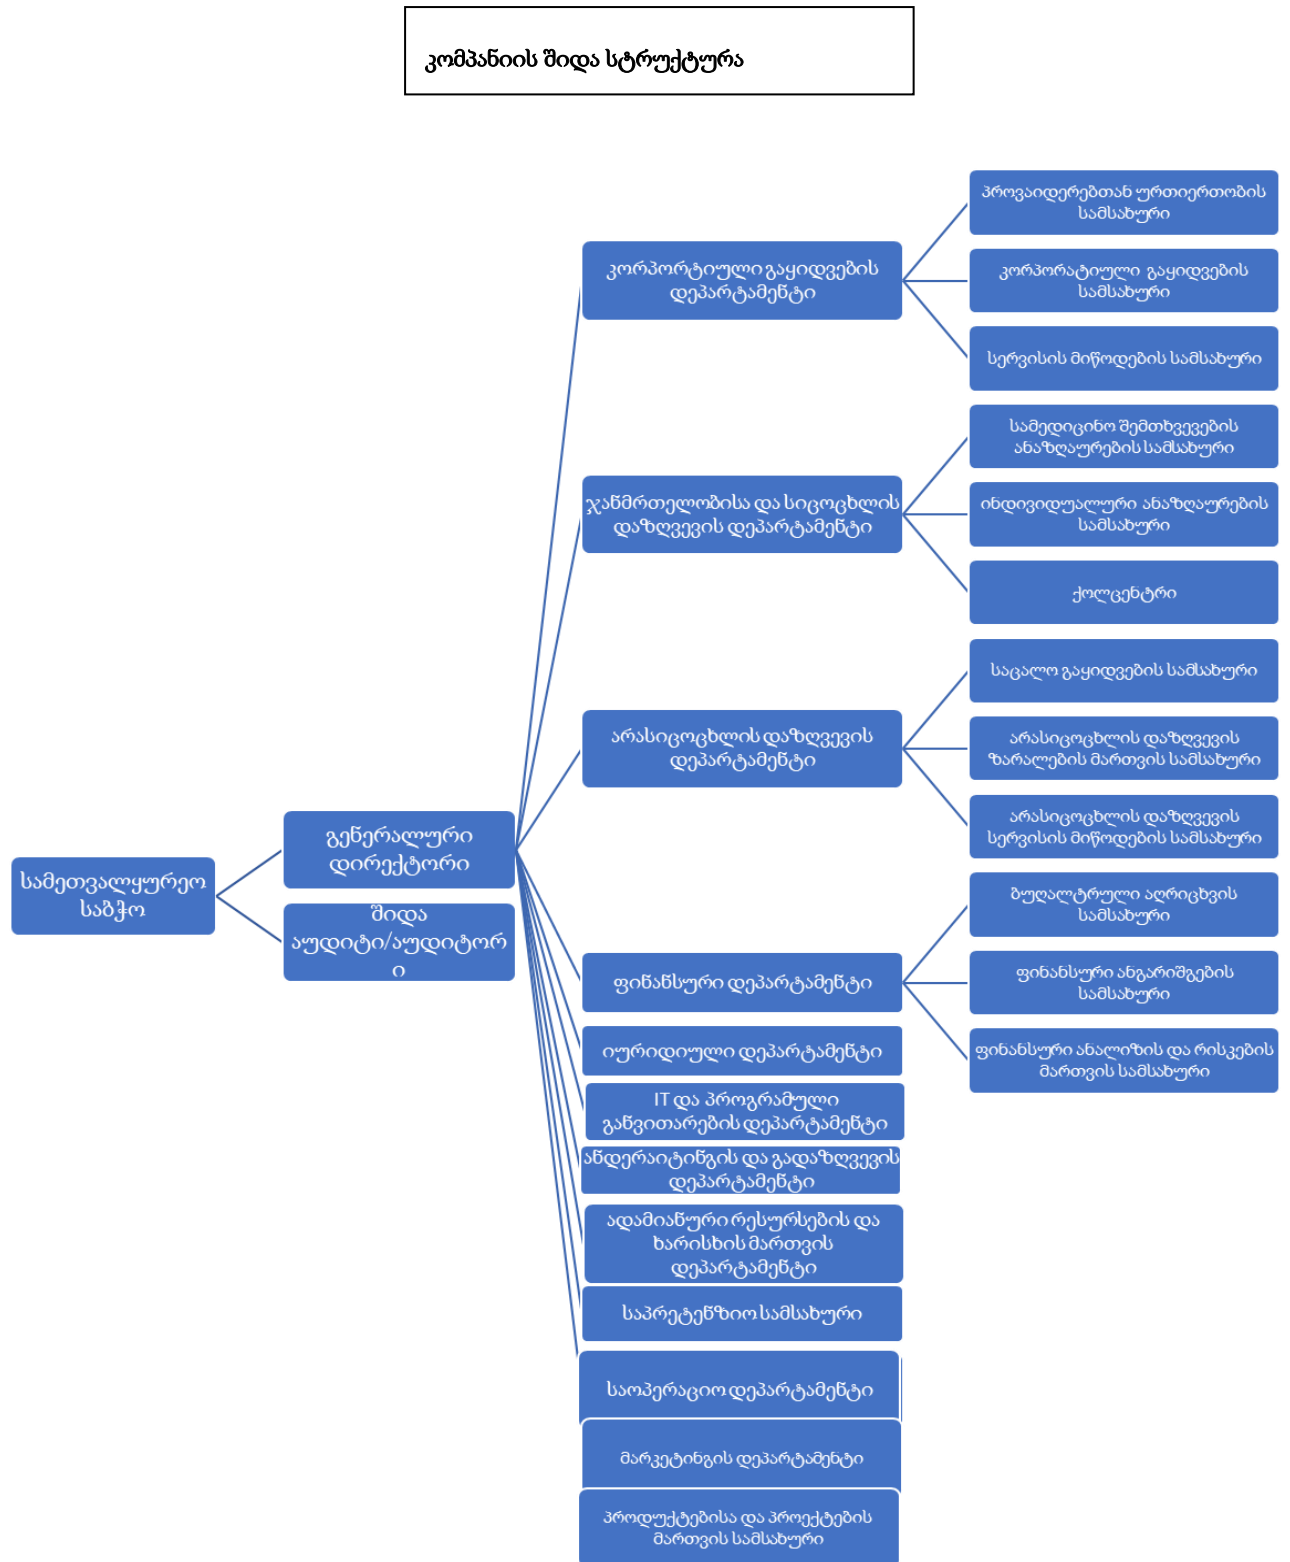 კომპანიის შიდა სტრუქტურა
სამეთვალყურეო
საბჭო
გენერალური
დირექტორი
შიდა
აუდიტი/აუდიტორ
ი
კორპორტიული გაყიდვების
დეპარტამენტი
პროვაიდერებთან ურთიერთობის
სამსახური
კორპორატიული გაყიდვების
სამსახური
სერვისის მიწოდების სამსახური
ჯანმრთელობისა და სიცოცხლის
დაზღვევის დეპარტამენტი
სამედიცინო შემთხვევების
ანაზღაურების სამსახური
ინდივიდუალური ანაზღაურების
სამსახური
ქოლცენტრი
არასიცოცხლის დაზღვევის
დეპარტამენტი
საცალო გაყიდვების სამსახური
არასიცოცხლის დაზღვევის
ზარალების მართვის სამსახური
არასიცოცხლის დაზღვევის
სერვისის მიწოდების სამსახური
ფინანსური დეპარტამენტი
ბუღალტრული აღრიცხვის
სამსახური
ფინანსური ანგარიშგების
სამსახური
ფინანსური ანალიზის და რისკების
მართვის სამსახური
იურიდიული დეპარტამენტი
IT და პროგრამული
განვითარების დეპარტამენტი
ანდერაიტინგის და გადაზღვევის
დეპარტამენტი
ადამიანური რესურსების და
ხარისხის მართვის
დეპარტამენტი
საპრეტენზიო სამსახური
საოპერაციო დეპარტამენტი
მარკეტინგის დეპარტამენტი
პროდუქტებისა და პროექტების
მართვის სამსახური